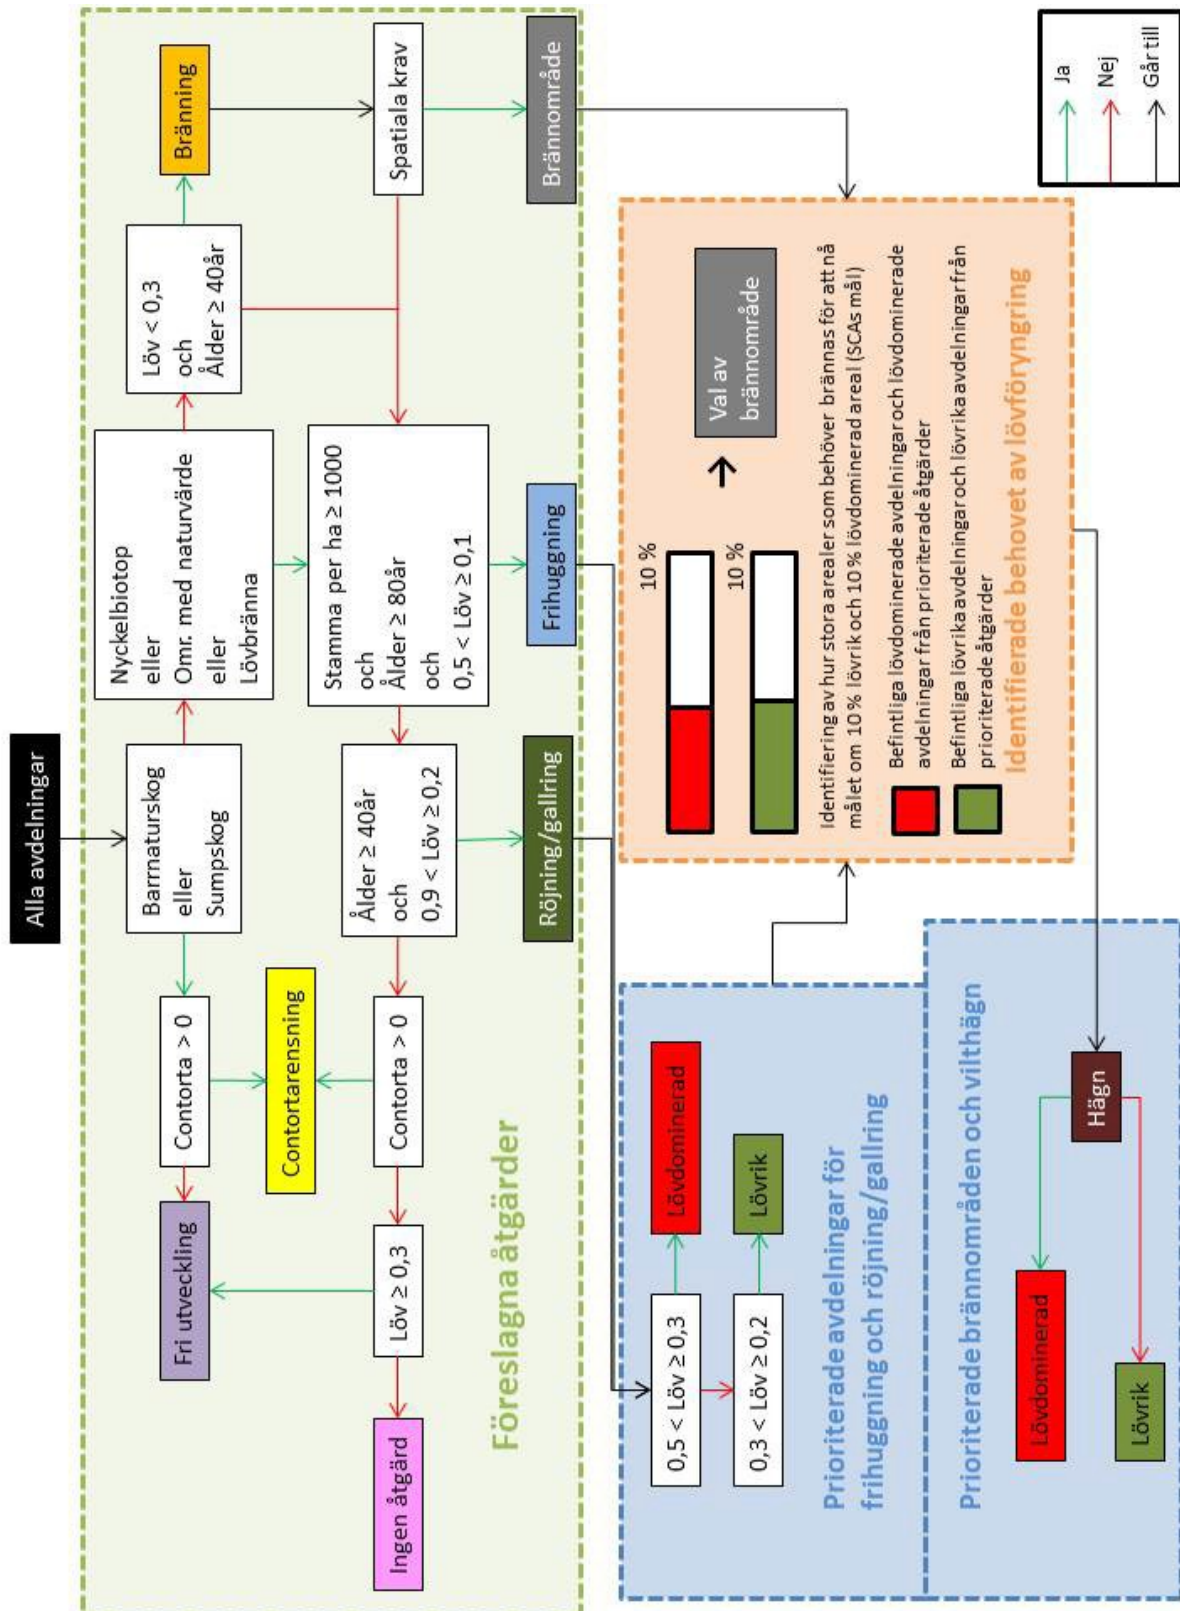 Alla avdelningar
Barrnaturskog
eller
Sumpskog
Nyckelbiotop
eller
Omr. med naturvärde
eller
Lövbränna
Löv < 0,3
och
Ålder ≥ 40år
Bränning
Spatiala krav
Brännområde
Stamma per ha ≥ 1000
och
Ålder ≥ 80år
och
0,5 < Löv ≥ 0,1
Frihuggning
Ålder ≥ 40år
och
0,9 < Löv ≥ 0,2
Röjning/gallring
Contorta > 0
Contortarensning
Contorta > 0
Fri utveckling
Löv ≥ 0,3
Ingen åtgärd
Föreslagna åtgärder
0,5 < Löv ≥ 0,3
Lövdominerad
0,3 < Löv ≥ 0,2
Lövrik
Prioriterade avdelningar för
frihuggning och röjning/gallring
10 %
10 %
Val av
brännområde
Identifiering av hur stora arealer som behöver brännas för att nå
målet om 10 % lövrik och 10 % lövdominerad areal (SCAs mål)
Befintliga lövdominerade avdelningar och lövdominerade
avdelningar från prioriterade åtgärder
Befintliga lövrika avdelningar och lövrika avdelningar från
prioriterade åtgärder
Identifierade behovet av lövföryngring
Prioriterade brännområden och vilthägn
Lövdominerad
Hägn
Lövrik
Ja
Nej
Går till